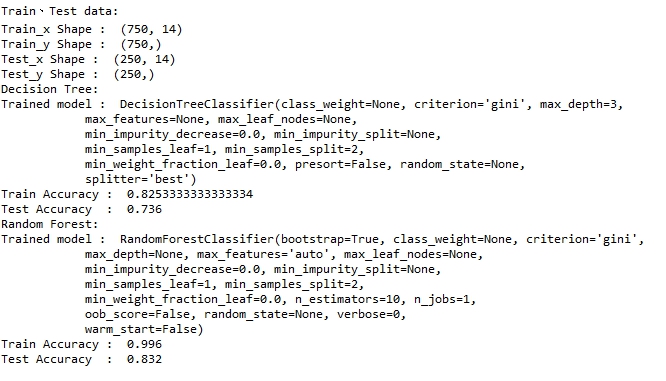 Train、Test data:
Train_x Shape :  (750, 14)
Train_y Shape :  (750,)
Test_x Shape :  (250, 14)
Test_y Shape :  (250,)
Decision Tree:
Trained model :  DecisionTreeClassifier(class_weight=None, criterion='gini', max_depth=3,
            max_features=None, max_leaf_nodes=None,
            min_impurity_decrease=0.0, min_impurity_split=None,
            min_samples_leaf=1, min_samples_split=2,
            min_weight_fraction_leaf=0.0, presort=False, random_state=None,
            splitter='best')
Train Accuracy :  0.8253333333333334
Test Accuracy  :  0.736
Random Forest:
Trained model :  RandomForestClassifier(bootstrap=True, class_weight=None, criterion='gini',
            max_depth=None, max_features='auto', max_leaf_nodes=None,
            min_impurity_decrease=0.0, min_impurity_split=None,
            min_samples_leaf=1, min_samples_split=2,
            min_weight_fraction_leaf=0.0, n_estimators=10, n_jobs=1,
            oob_score=False, random_state=None, verbose=0,
            warm_start=False)
Train Accuracy :  0.996
Test Accuracy  :  0.832